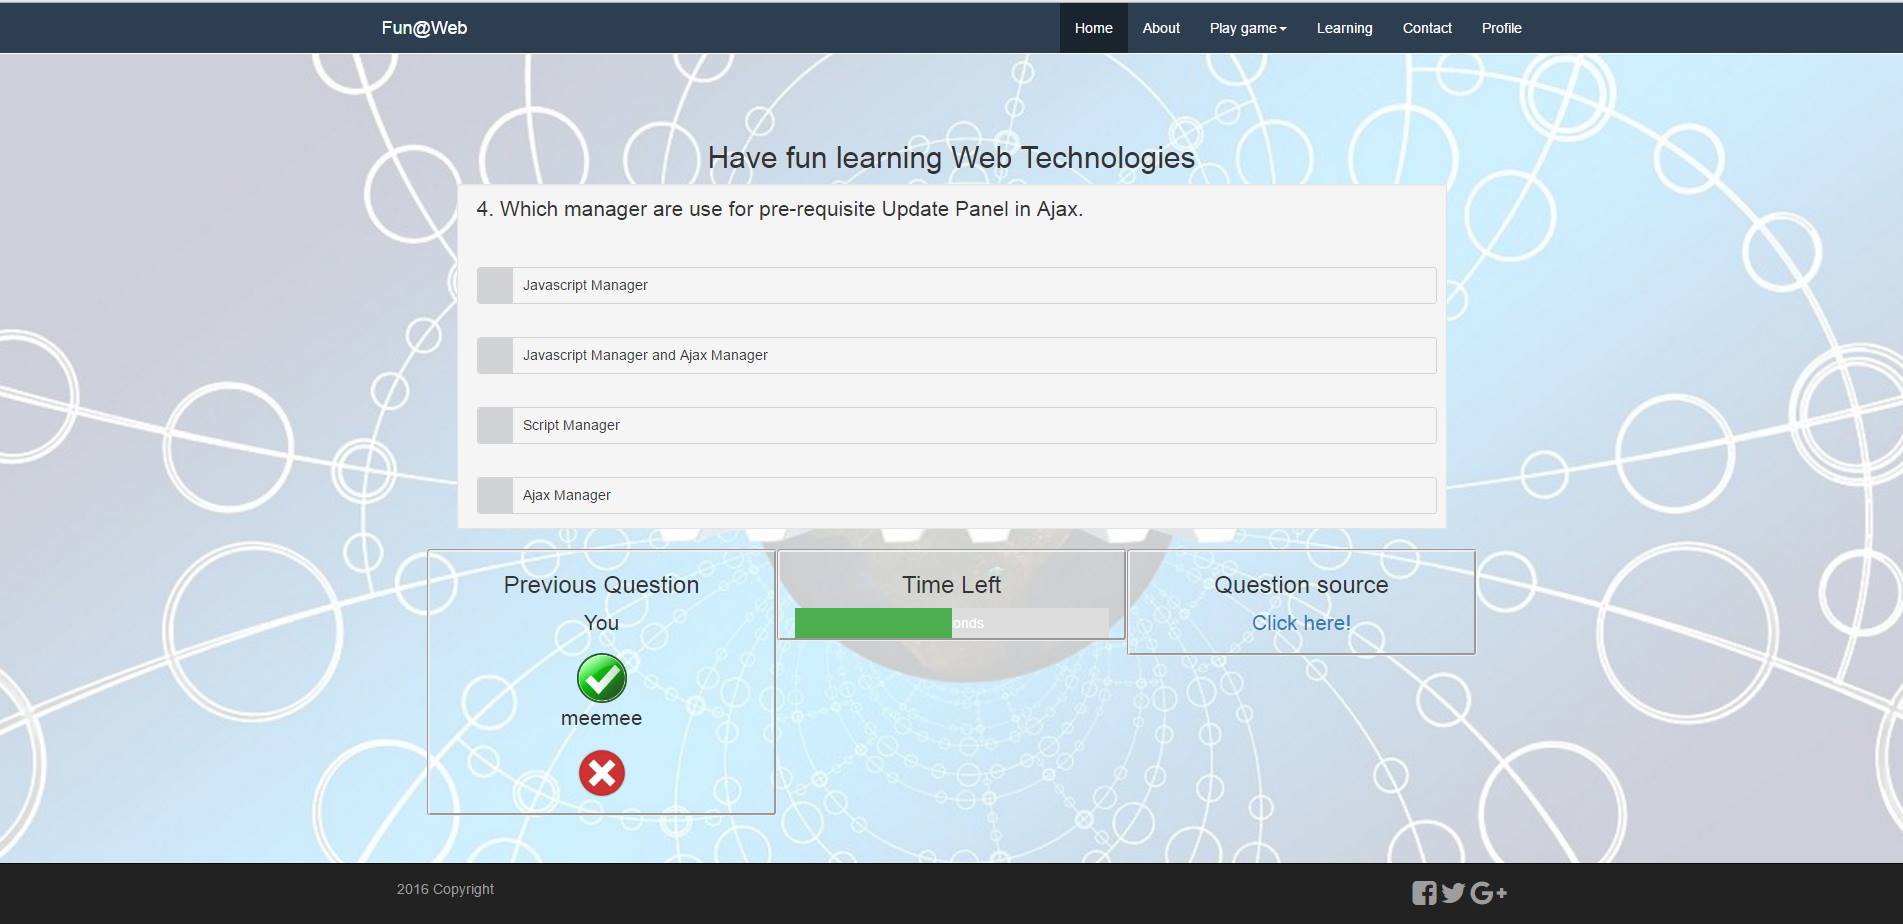 Fun@Web
Home About Play game Learning Contact Profile
Have fun learning Web Technologies
4. Which manager are use for pre-requisite Update Panel in Ajax.
Javascript Manager
Javascript Manager and Ajax Manager
Script Manager
Ajax Manager
Previous Question
You
meemee
Time Left
onds
Question source
Click here!
2016 Copyright